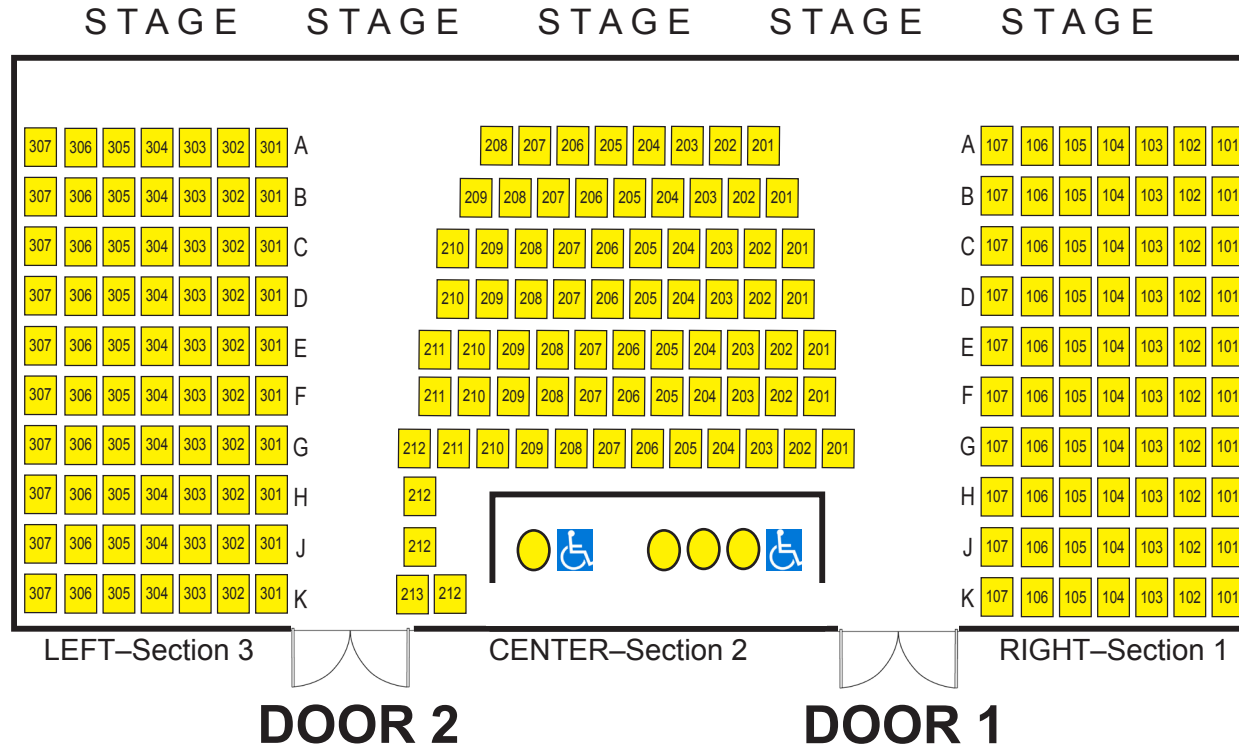 STAGE STAGE STAGE STAGE STAGE
307 306 305 304 303 302 301 A 208 207 206 205 204 203 202 201 A 107 106 105 104 103 102 101
307 306 305 304 303 302 301 B 209 208 207 206 205 204 203 202 201 B 107 106 105 104 103 102 101
307 306 305 304 303 302 301 C 210 209 208 207 206 205 204 203 202 201 C 107 106 105 104 103 102 101
307 306 305 304 303 302 301 D 210 209 208 207 206 205 204 203 202 201 D 107 106 105 104 103 102 101
307 306 305 304 303 302 301 E 211 210 209 208 207 206 205 204 203 202 201 E 107 106 105 104 103 102 101
307 306 305 304 303 302 301 F 211 210 209 208 207 206 205 204 203 202 201 F 107 106 105 104 103 102 101
307 306 305 304 303 302 301 G 212 211 210 209 208 207 206 205 204 203 202 201 G 107 106 105 104 103 102 101
307 306 305 304 303 302 301 H 212 H 107 106 105 104 103 102 101
307 306 305 304 303 302 301 J 212 J 107 106 105 104 103 102 101
307 306 305 304 303 302 301 K 213 212 K 107 106 105 104 103 102 101
LEFT–Section 3 CENTER–Section 2 RIGHT–Section 1
DOOR 2 DOOR 1